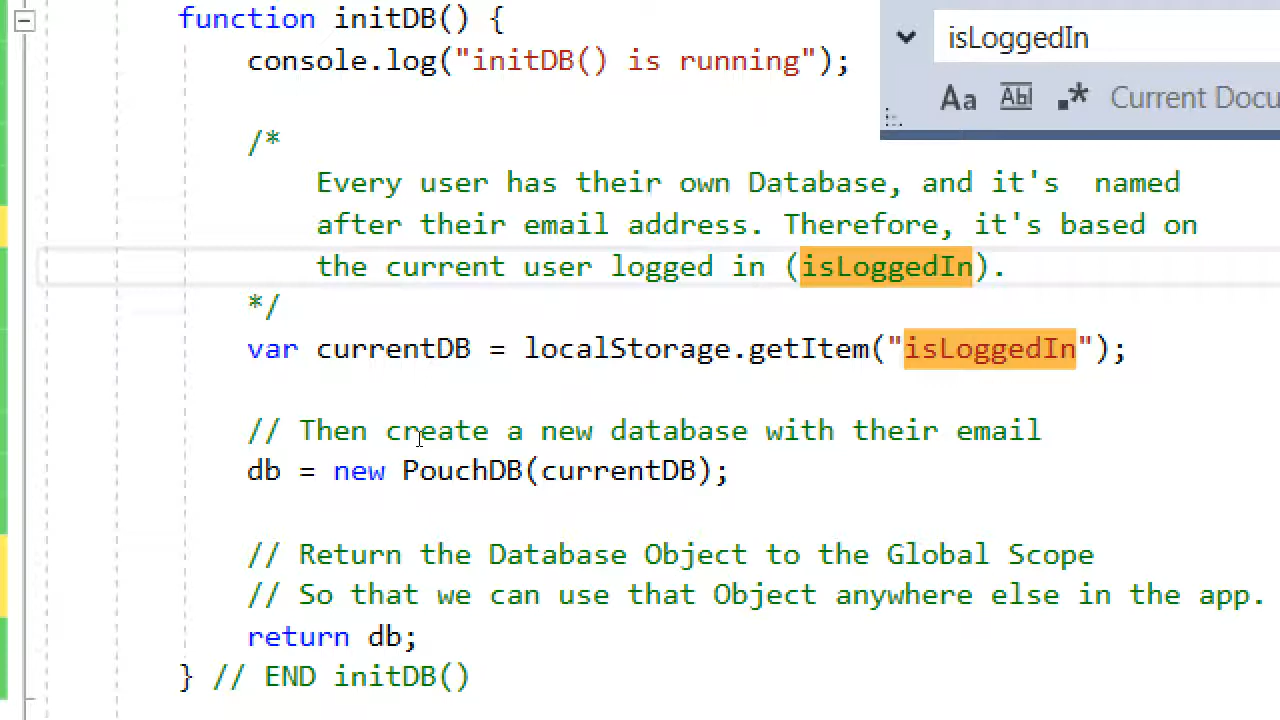 function initDB() {
console.log("initDB() is running");
/*
Every user has their own Database, and it's  named
after their email address. Therefore, it's based on
the current user logged in (isLoggedIn).
*/
var currentDB = localStorage.getItem("isLoggedIn");
// Then create a new database with their email
db = new PouchDB(currentDB);
// Return the Database Object to the Global Scope
// So that we can use that Object anywhere else in the app.
return db;
} // END initDB()
isLoggedIn
Aa Abl .* Current Docu